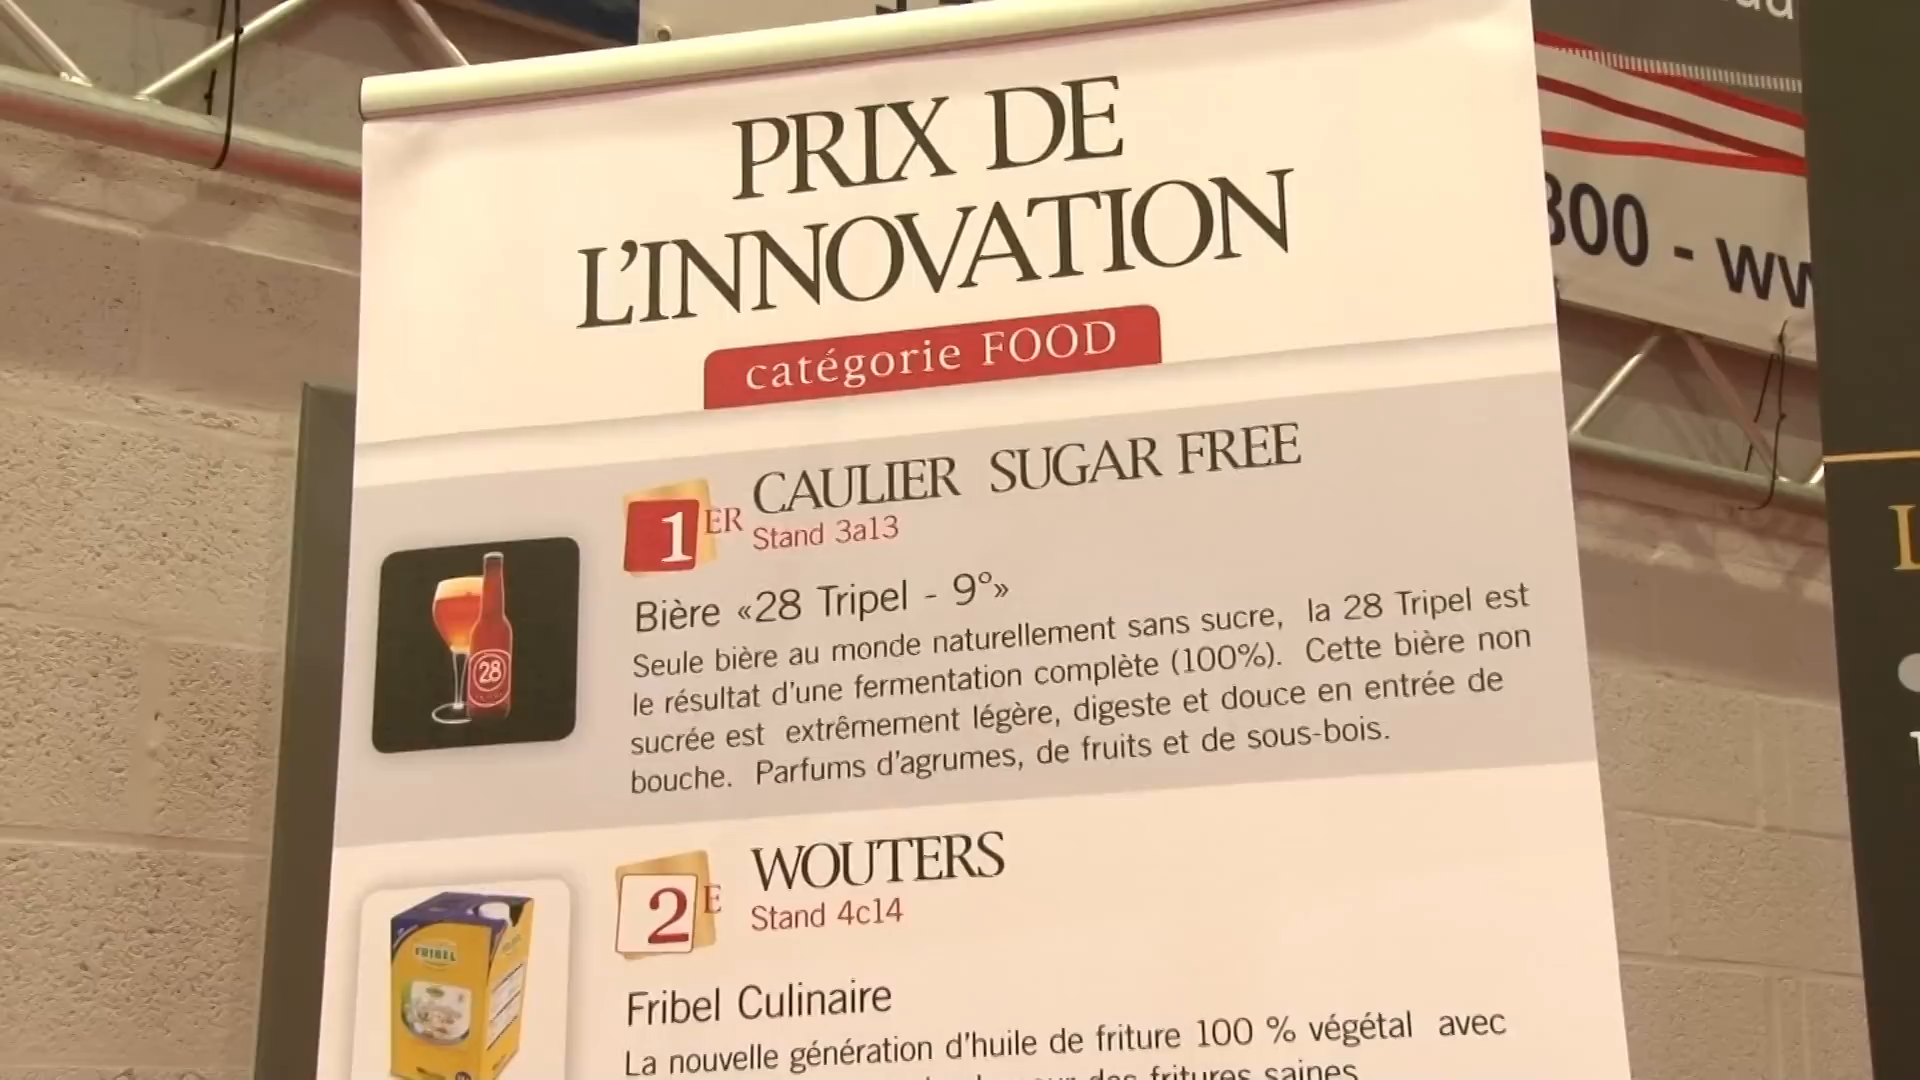 PRIX DE
L'INNOVATION
catégorie FOOD
1ER CAULIER SUGAR FREE
Stand 3a13
Bière «28 Tripel - 9°»
Seule bière au monde naturellement sans sucre, la 28 Tripel est
le résultat d'une fermentation complète (100%). Cette bière non
sucrée est extrêmement légère, digeste et douce en entrée de
bouche. Parfums d'agrumes, de fruits et de sous-bois.
28
2E WOUTERS
Stand 4c14
FRIBEL
Fribel Culinaire
La nouvelle génération d'huile de friture 100 % végétal avec
des fritures saines
300 - ww